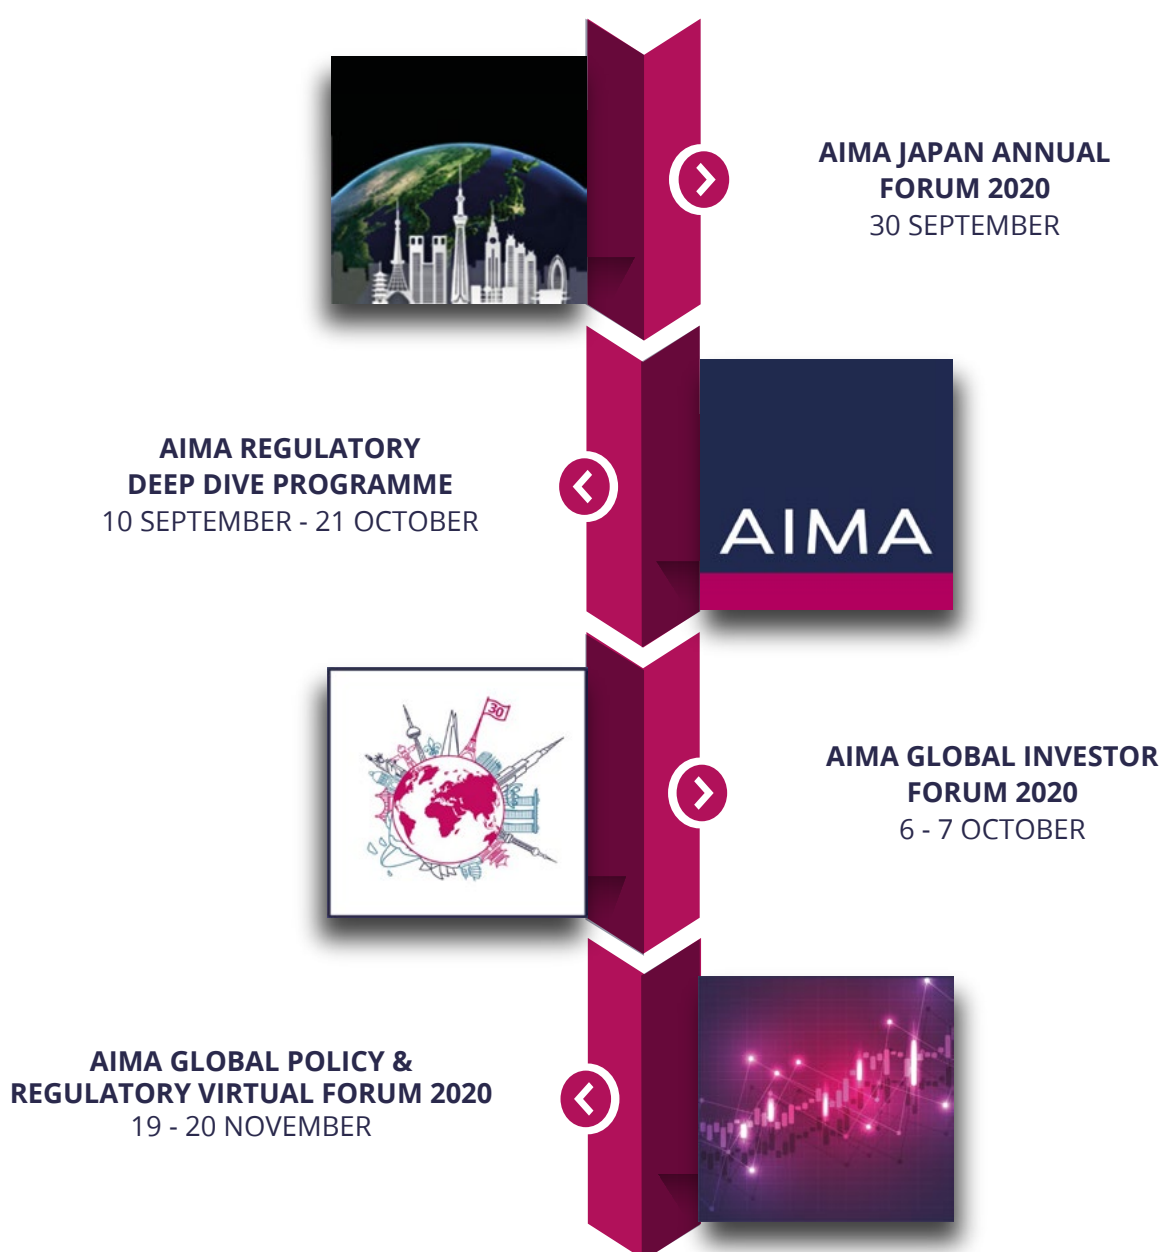 AIMA JAPAN ANNUAL
FORUM 2020
30 SEPTEMBER
AIMA REGULATORY
DEEP DIVE PROGRAMME
10 SEPTEMBER - 21 OCTOBER
AIMA
30
AIMA GLOBAL INVESTOR
FORUM 2020
6 - 7 OCTOBER
AIMA GLOBAL POLICY &
REGULATORY VIRTUAL FORUM 2020
19 - 20 NOVEMBER